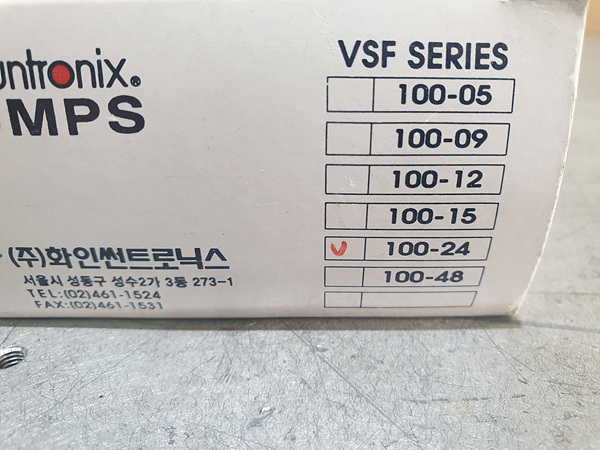 untronix®
SMPS
(주)화인썬트로닉스
서울시 성동구 성수2가 3동 273-1
TEL:(02)461-1524
FAX:(02)461-1531
VSF SERIES
100-05
100-09
100-12
100-15
V 100-24
100-48